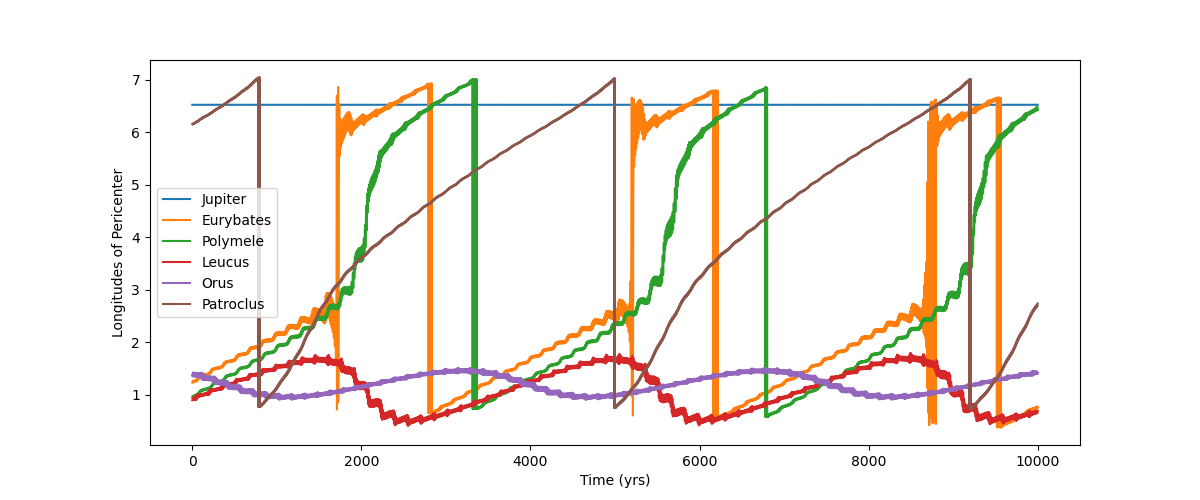 7
6
5
4
3
2
1
Longitudes of Pericenter
Jupiter
Eurybates
Polymele
Leucus
Orus
Patroclus
0 2000 4000 6000 8000 10000
Time (yrs)